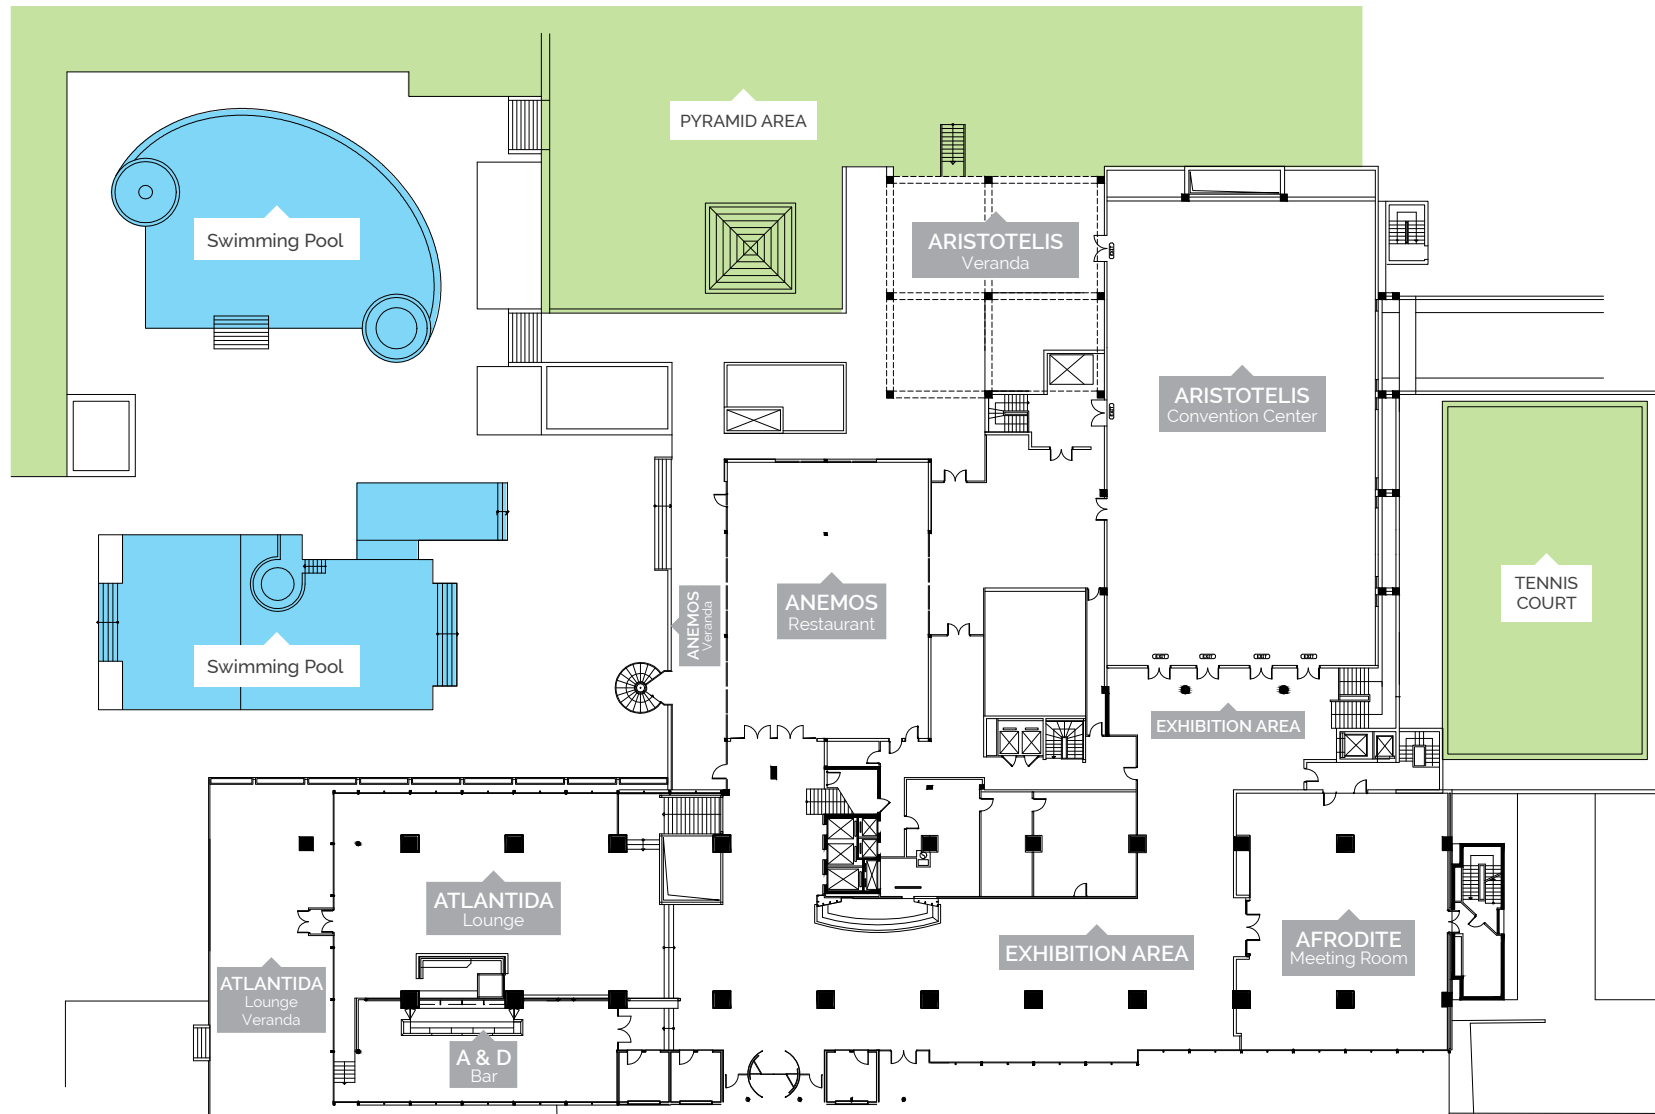 PYRAMID AREA
Swimming Pool
ARISTOTELIS
Veranda
ARISTOTELIS
Convention Center
TENNIS
COURT
ANEMOS
Restaurant
ANEMOS
Veranda
Swimming Pool
EXHIBITION AREA
ATLANTIDA
Lounge
EXHIBITION AREA
AFRODITE
Meeting Room
ATLANTIDA
Lounge
Veranda
A & D
Bar